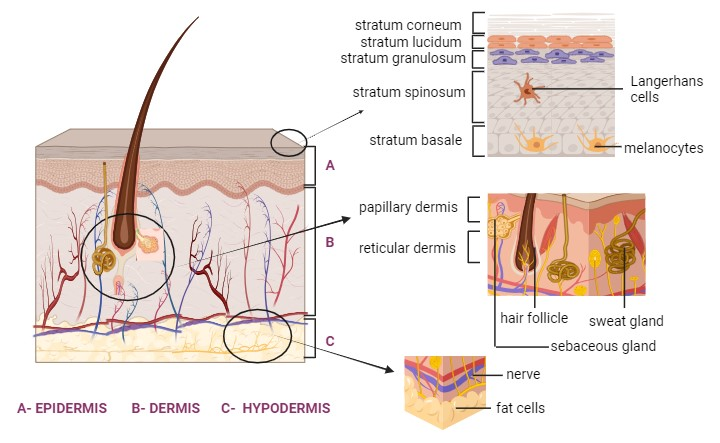 stratum corneum
stratum lucidum
stratum granulosum
stratum spinosum
Langerhans
cells
stratum basale
melanocytes
A
papillary dermis
B
reticular dermis
hair follicle
sweat gland
sebaceous gland
C
nerve
fat cells
A- EPIDERMIS B- DERMIS C- HYPODERMIS